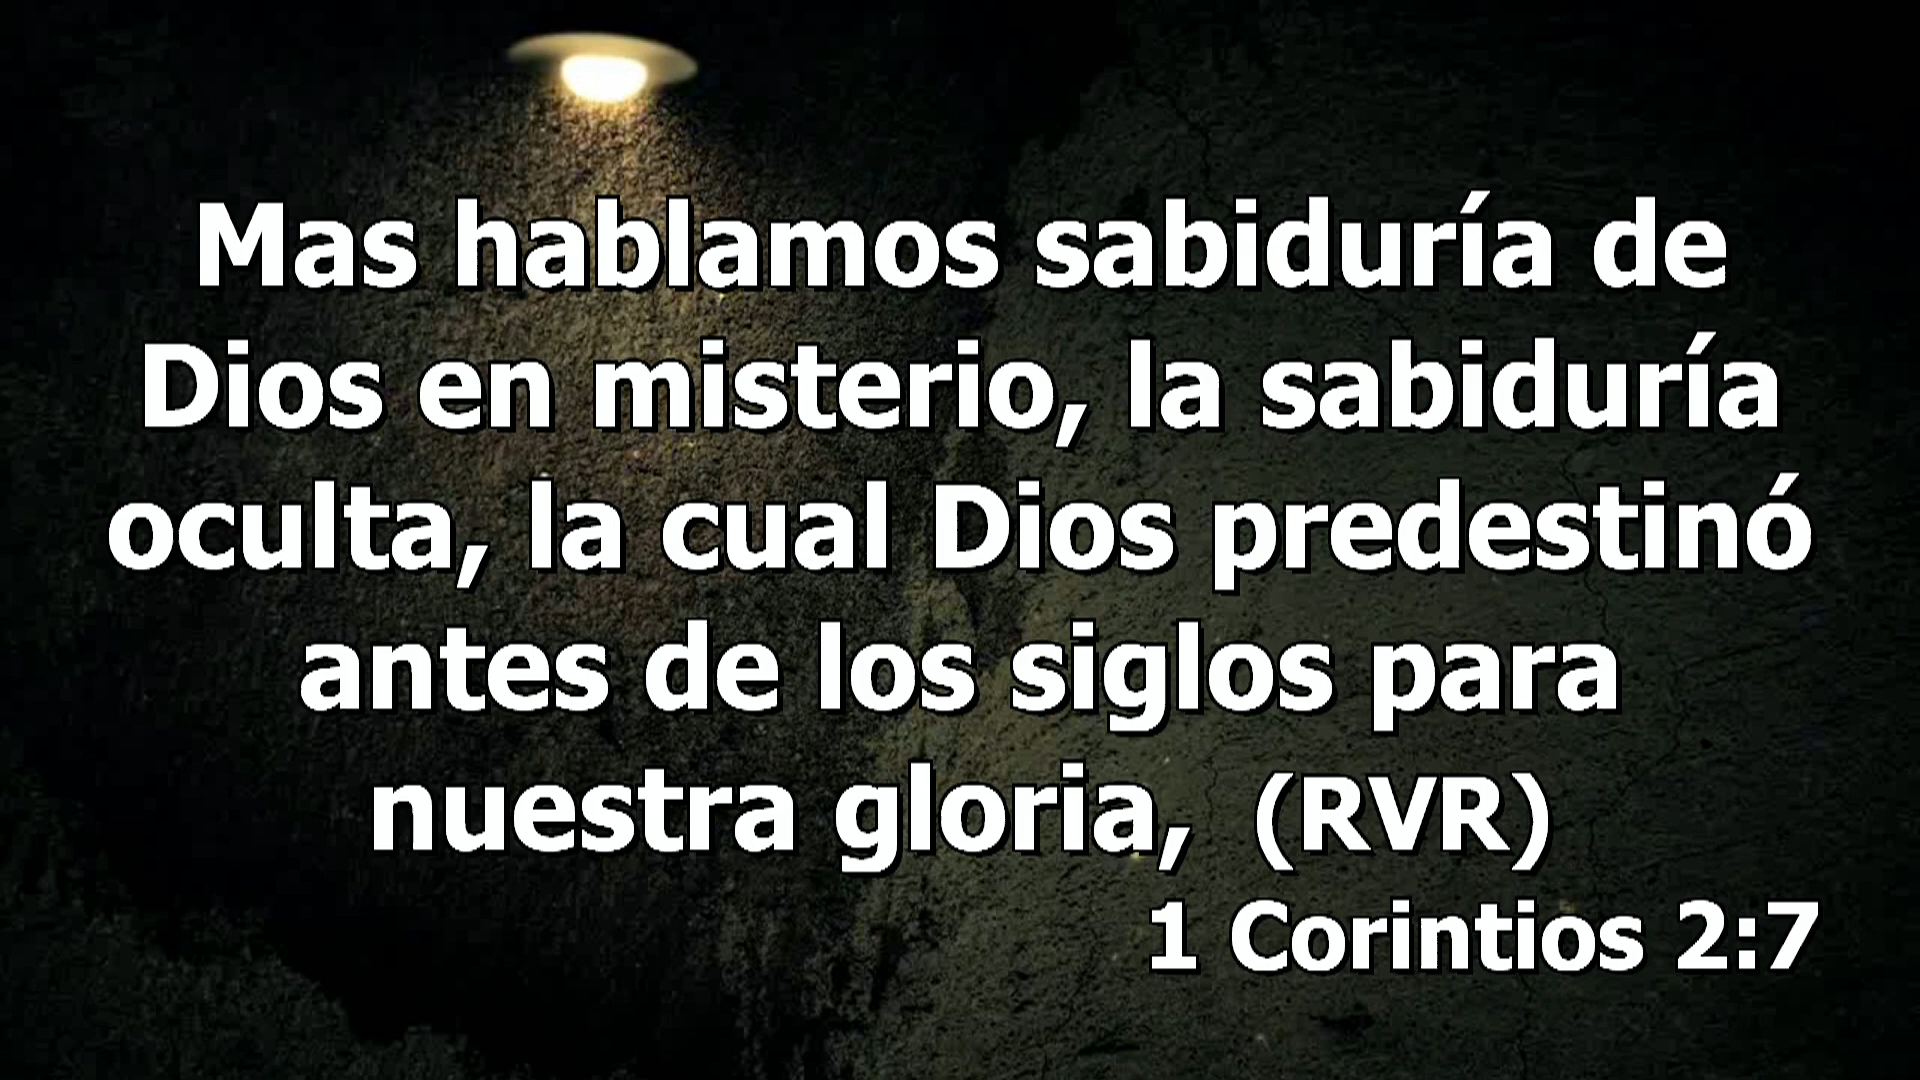 Mas hablamos sabiduría de
Dios en misterio, la sabiduría
oculta, la cual Dios predestinó
antes de los siglos para
nuestra gloria,  (RVR)
1 Corintios 2:7